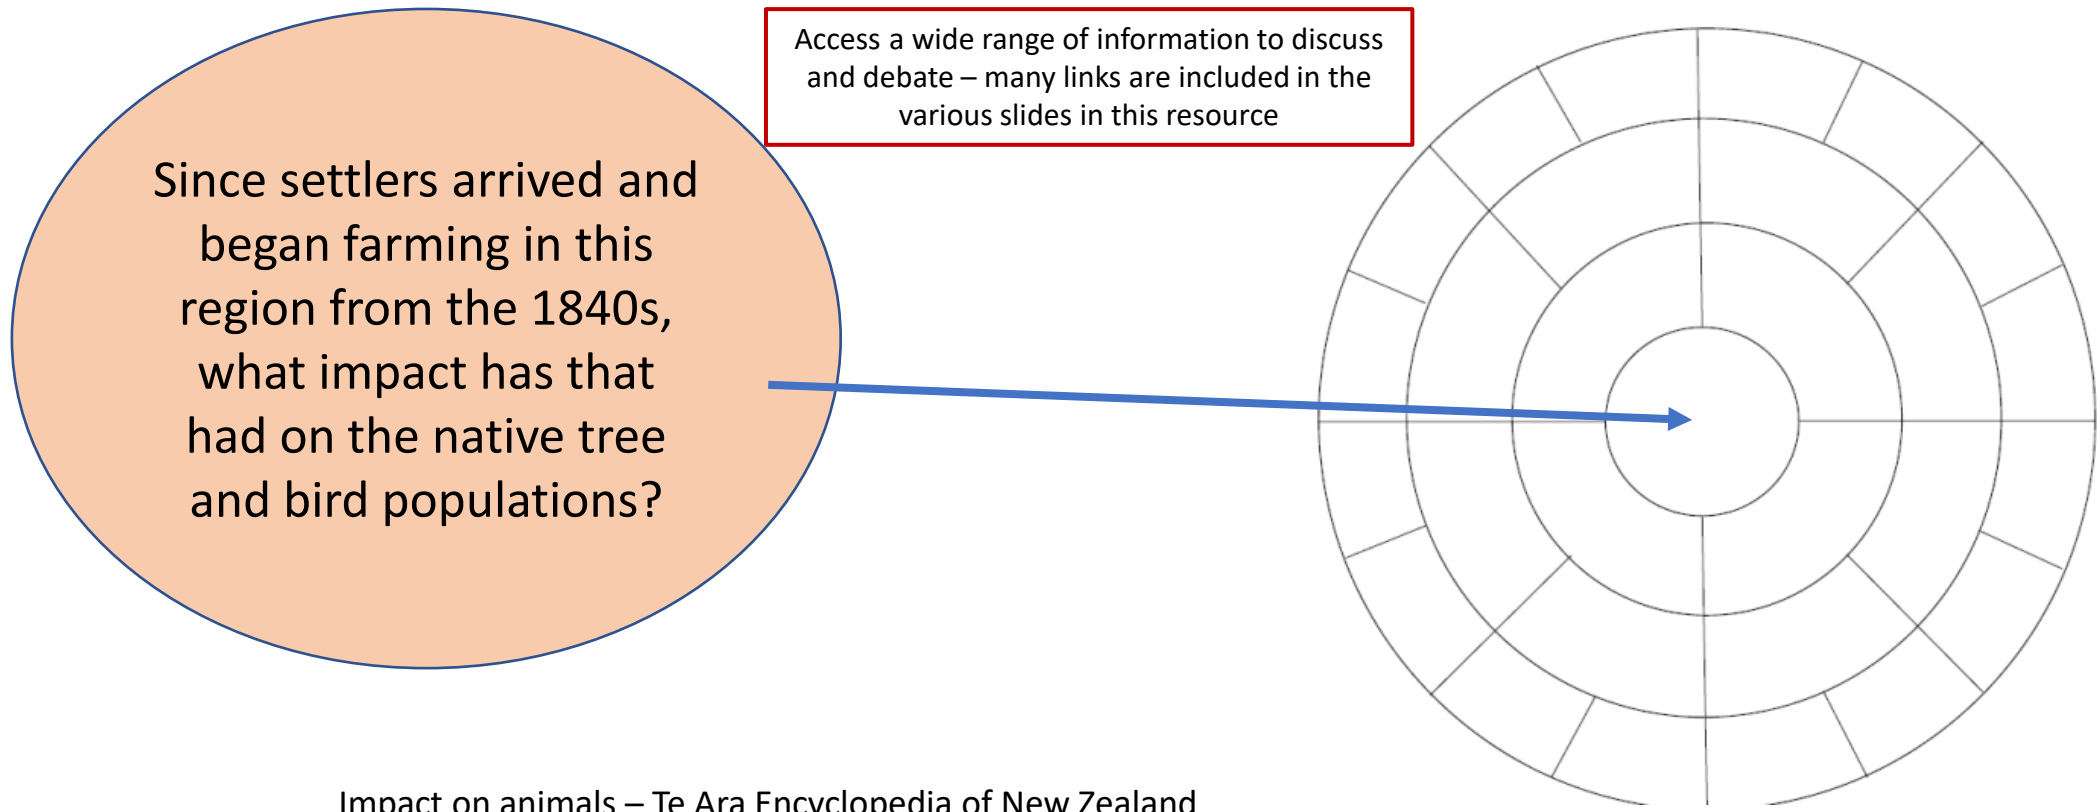 Access a wide range of information to discuss
and debate – many links are included in the
various slides in this resource
Since settlers arrived and
began farming in this
region from the 1840s,
what impact has that
had on the native tree
and bird populations?
Impact on animals – Te Ara Encyclopedia of New Zealand